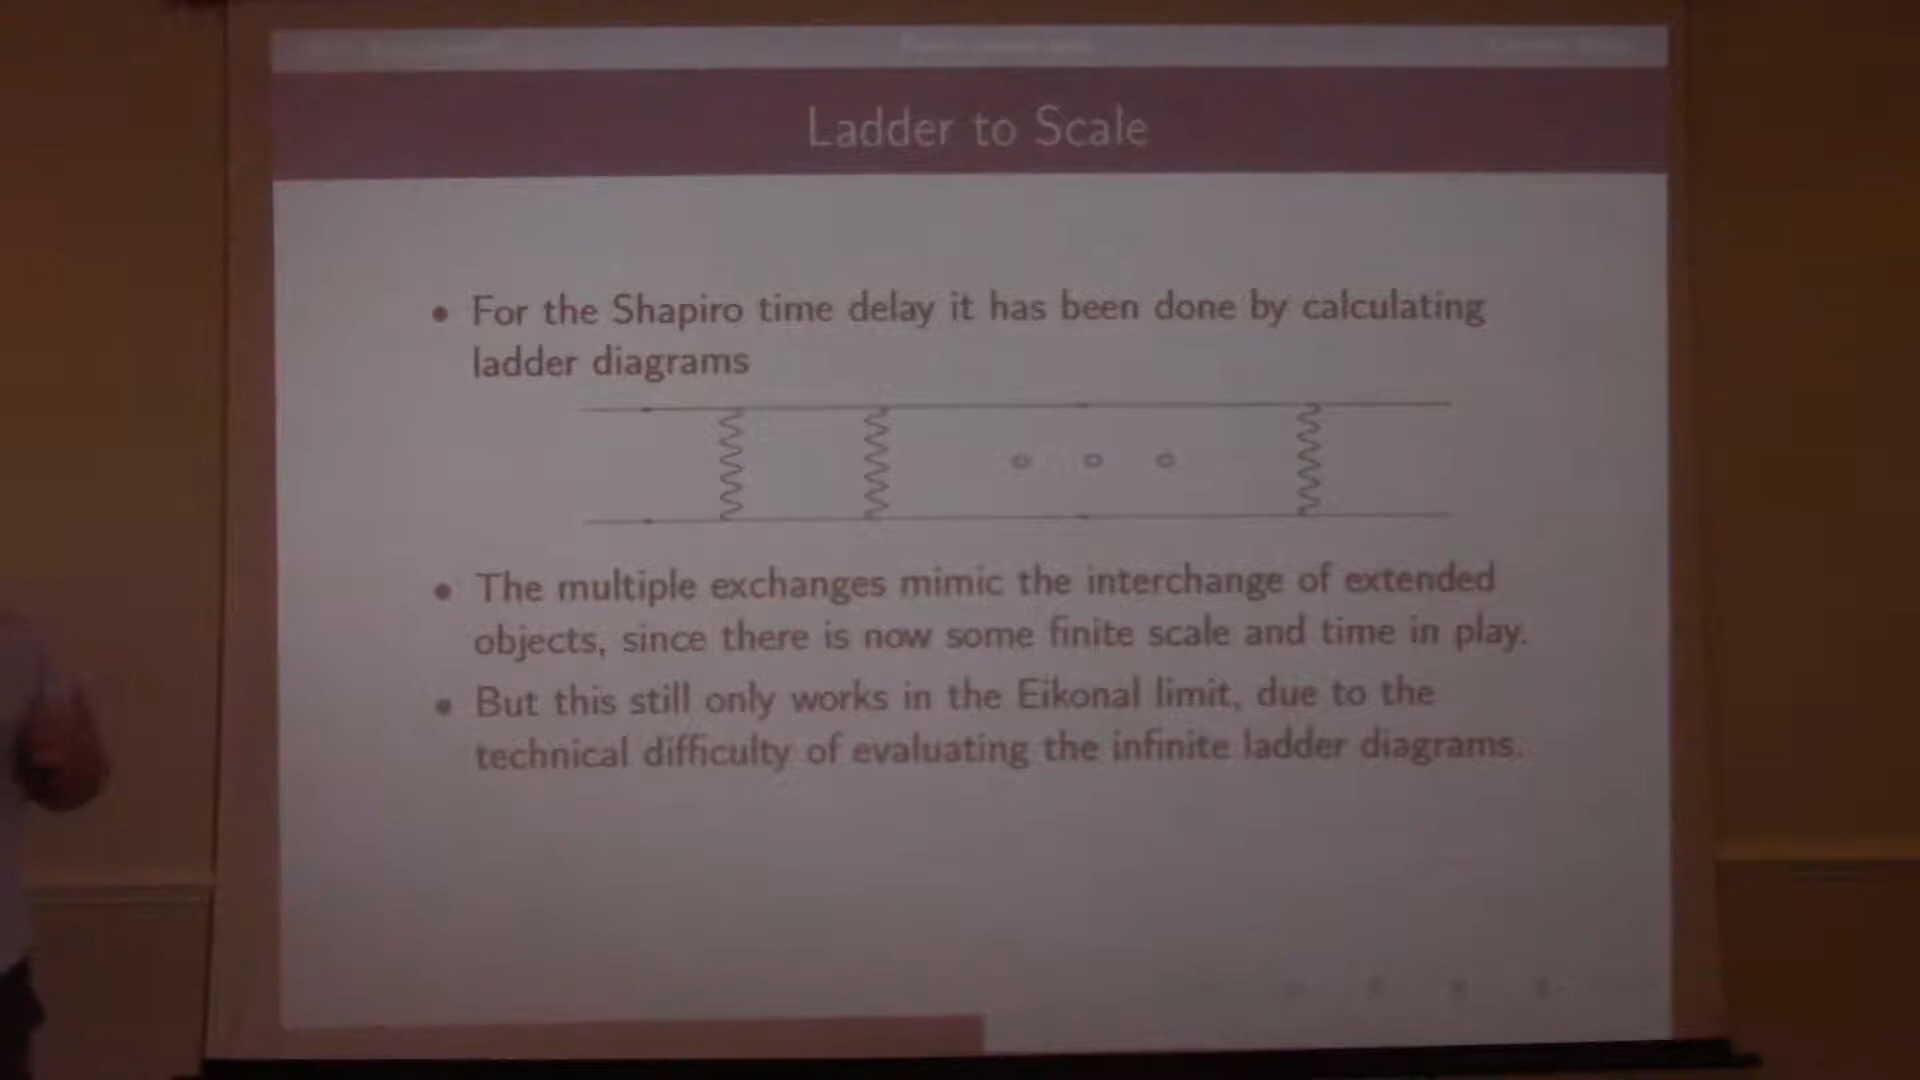 Ladder to Scale
• For the Shapiro time delay it has been done by calculating
ladder diagrams
• The multiple exchanges mimic the interchange of extended
objects, since there is now some finite scale and time in play.
• But this still only works in the Eikonal limit, due to the
technical difficulty of evaluating the infinite ladder diagrams.